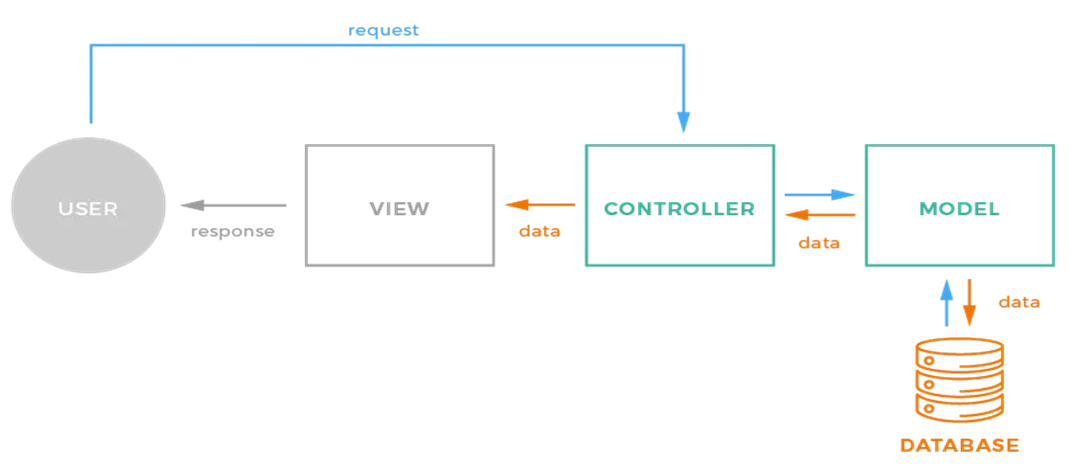 request
USER
VIEW
CONTROLLER
MODEL
response
data
data
data
DATABASE